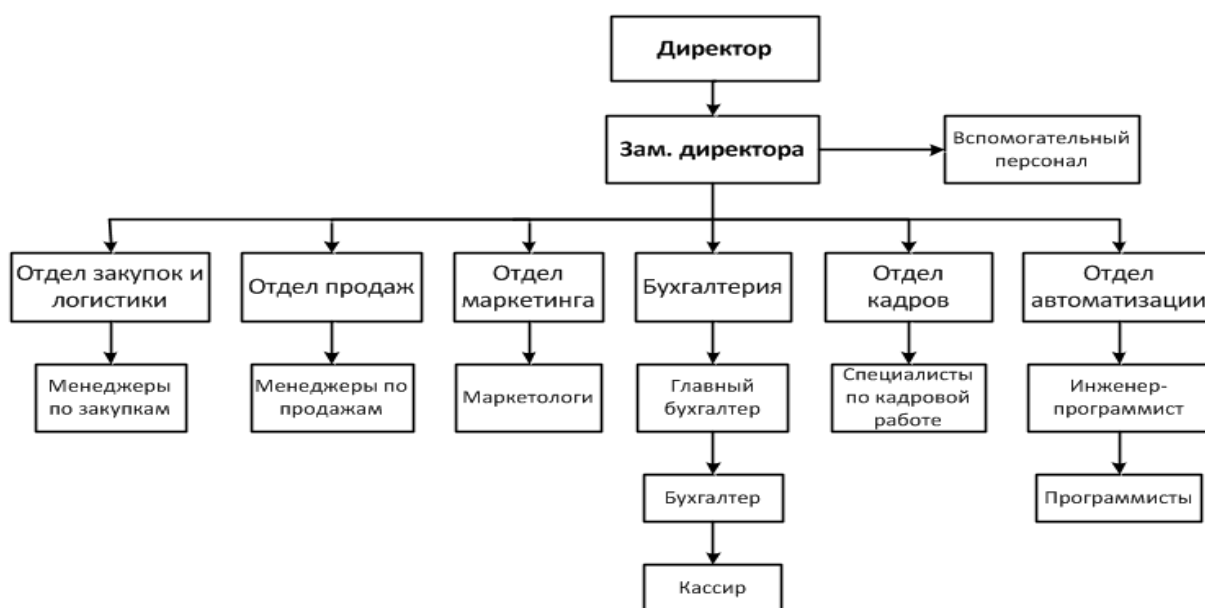 Директор
Зам. директора
Вспомогательный
персонал
Отдел закупок и
логистики
Отдел продаж
Отдел
маркетинга
Бухгалтерия
Отдел
кадров
Отдел
автоматизации
Менеджеры
по закупкам
Менеджеры по
продажам
Маркетологи
Главный
бухгалтер
Специалисты
по кадровой
работе
Инженер-
программист
Бухгалтер
Программисты
Кассир